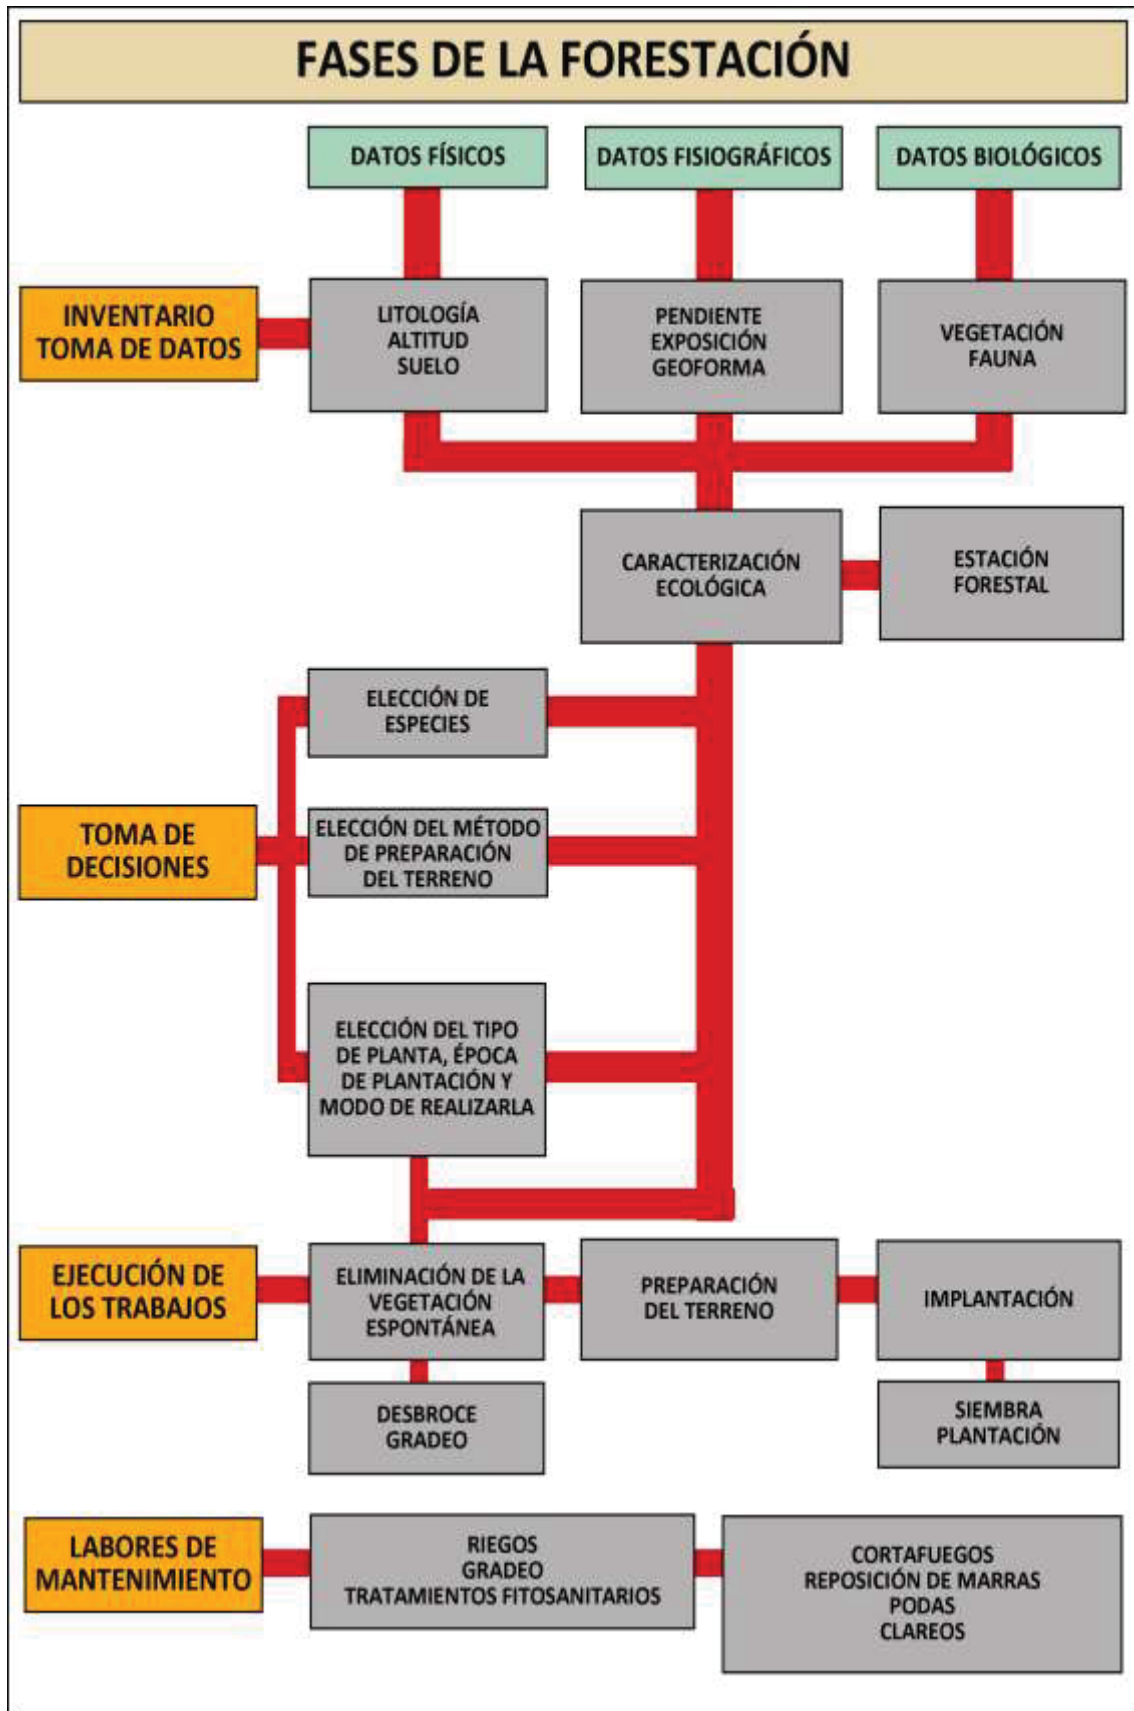 FASES DE LA FORESTACIÓN
DATOS FÍSICOS
DATOS FISIOGRÁFICOS
DATOS BIOLÓGICOS
INVENTARIO
TOMA DE DATOS
LITOLOGÍA
ALTITUD
SUELO
PENDIENTE
EXPOSICIÓN
GEOFORMA
VEGETACIÓN
FAUNA
CARACTERIZACIÓN
ECOLÓGICA
ESTACIÓN
FORESTAL
TOMA DE
DECISIONES
ELECCIÓN DE
ESPECIES
ELECCIÓN DEL MÉTODO
DE PREPARACIÓN
DEL TERRENO
ELECCIÓN DEL TIPO
DE PLANTA, ÉPOCA
DE PLANTACIÓN Y
MODO DE REALIZARLA
EJECUCIÓN DE
LOS TRABAJOS
ELIMINACIÓN DE LA
VEGETACIÓN
ESPONTÁNEA
PREPARACIÓN
DEL TERRENO
IMPLANTACIÓN
DESBROCE
GRADEO
SIEMBRA
PLANTACIÓN
LABORES DE
MANTENIMIENTO
RIEGOS
GRADEO
TRATAMIENTOS FITOSANITARIOS
CORTAFUEGOS
REPOSICIÓN DE MARRAS
PODAS
CLAREOS